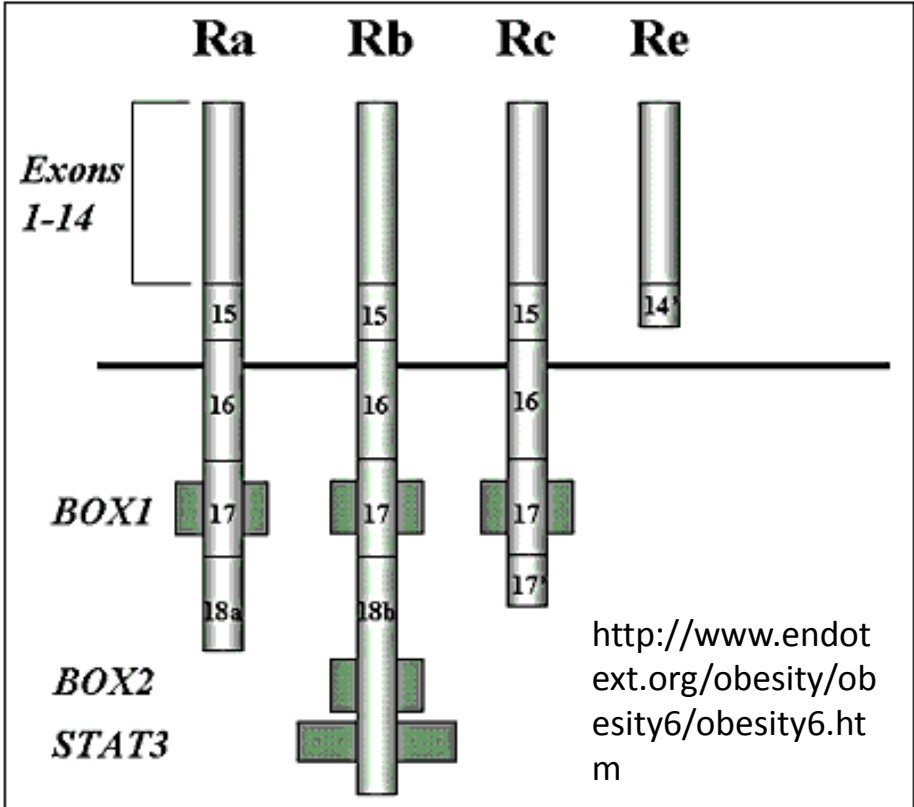 Ra Rb Rc Re
Exons
1-14
15 15 15 14'
16 16 16
BOX1 17 17 17
17'
18a 18b
BOX2
STAT3
http://www.endot
ext.org/obesity/ob
esity6/obesity6.ht
m